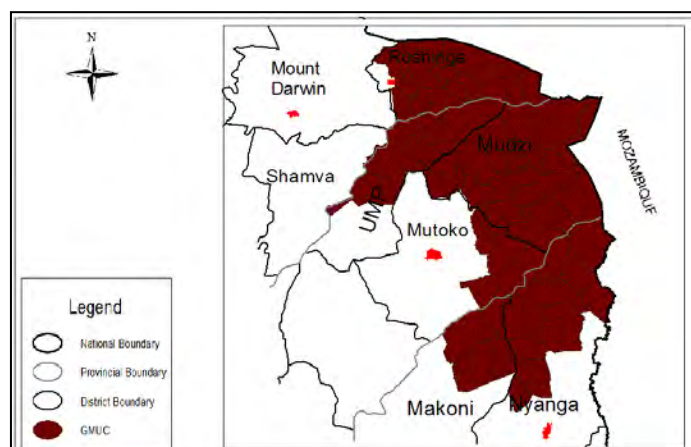 N
Rushinga
Mount
Darwin
Mudzi
MOZAMBIQUE
Shamva
UMP
Mutoko
Makoni
Nyanga
Legend
National Boundary
Provincial Boundary
District Boundary
GMUC